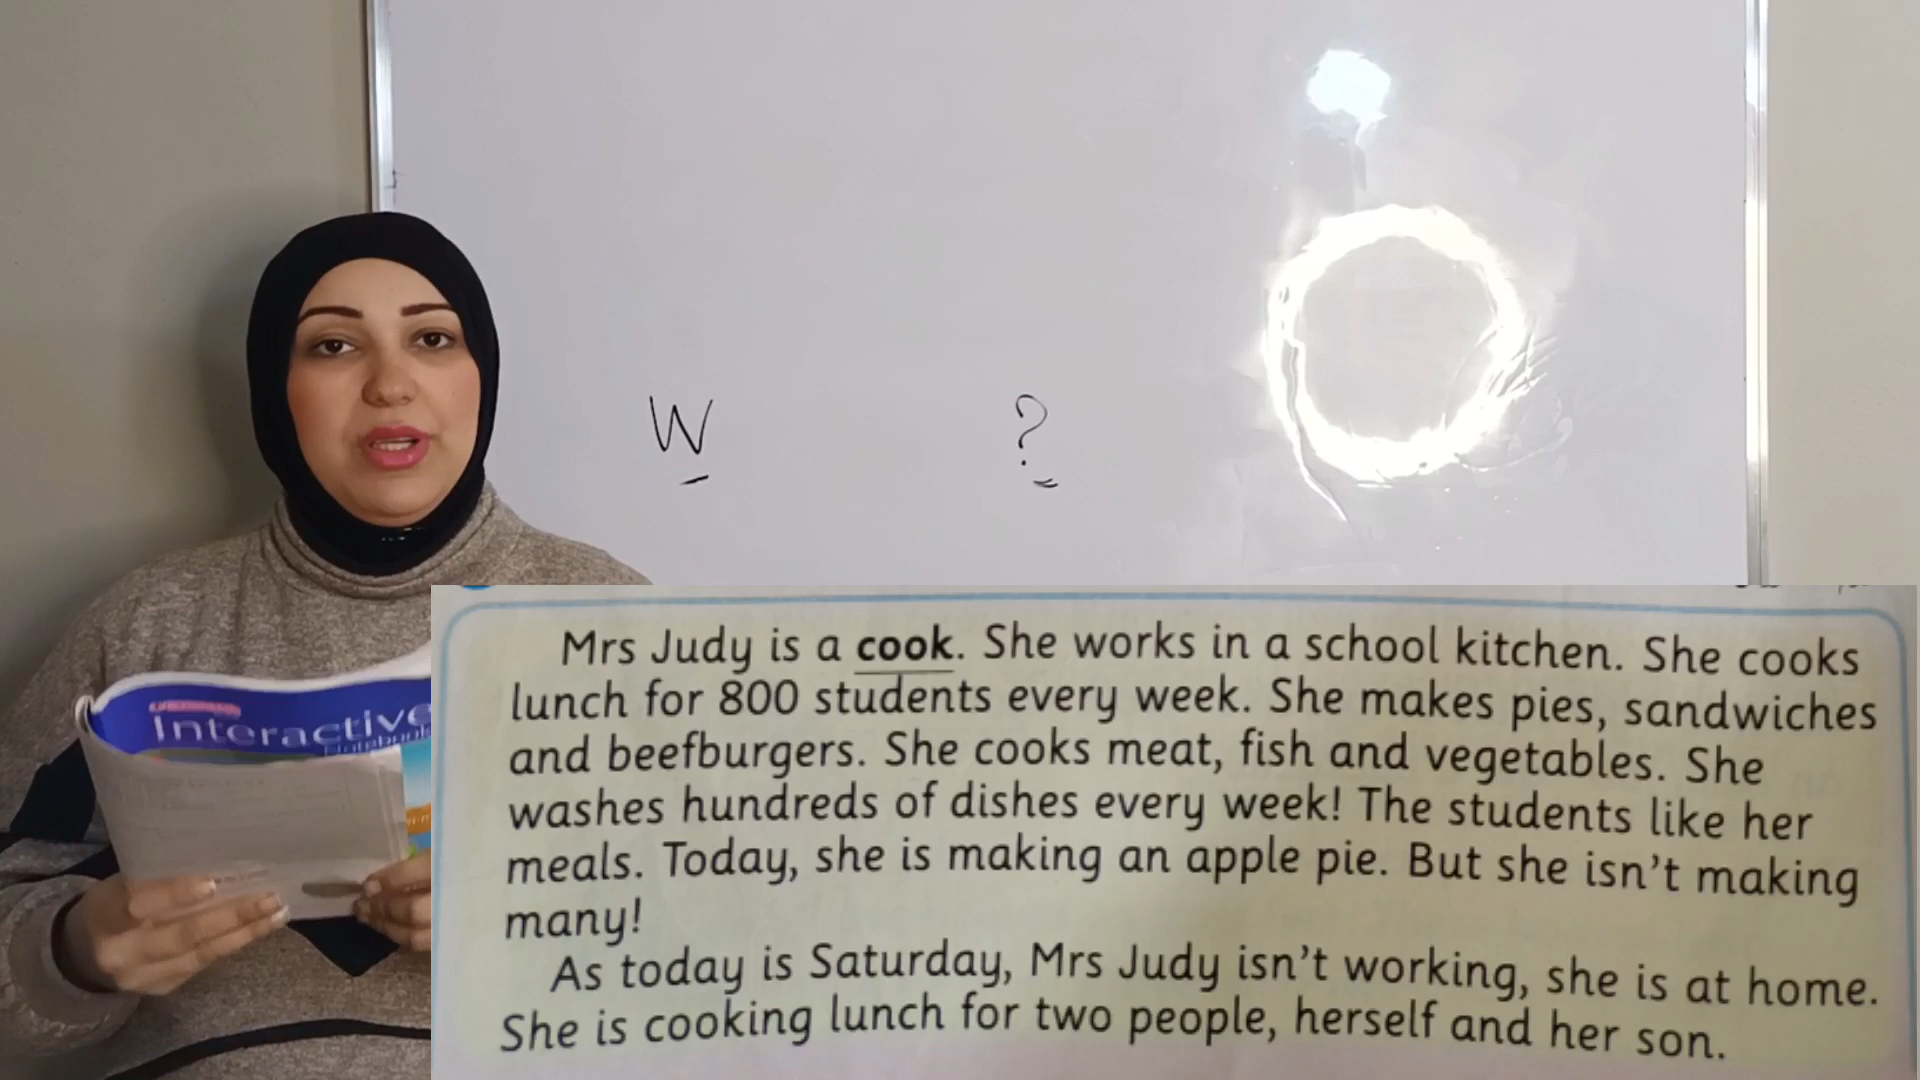 W ?
Interactive
Notebook
Mrs Judy is a cook. She works in a school kitchen. She cooks
lunch for 800 students every week. She makes pies, sandwiches
and beefburgers. She cooks meat, fish and vegetables. She
washes hundreds of dishes every week! The students like her
meals. Today, she is making an apple pie. But she isn't making
many!
As today is Saturday, Mrs Judy isn't working, she is at home.
She is cooking lunch for two people, herself and her son.